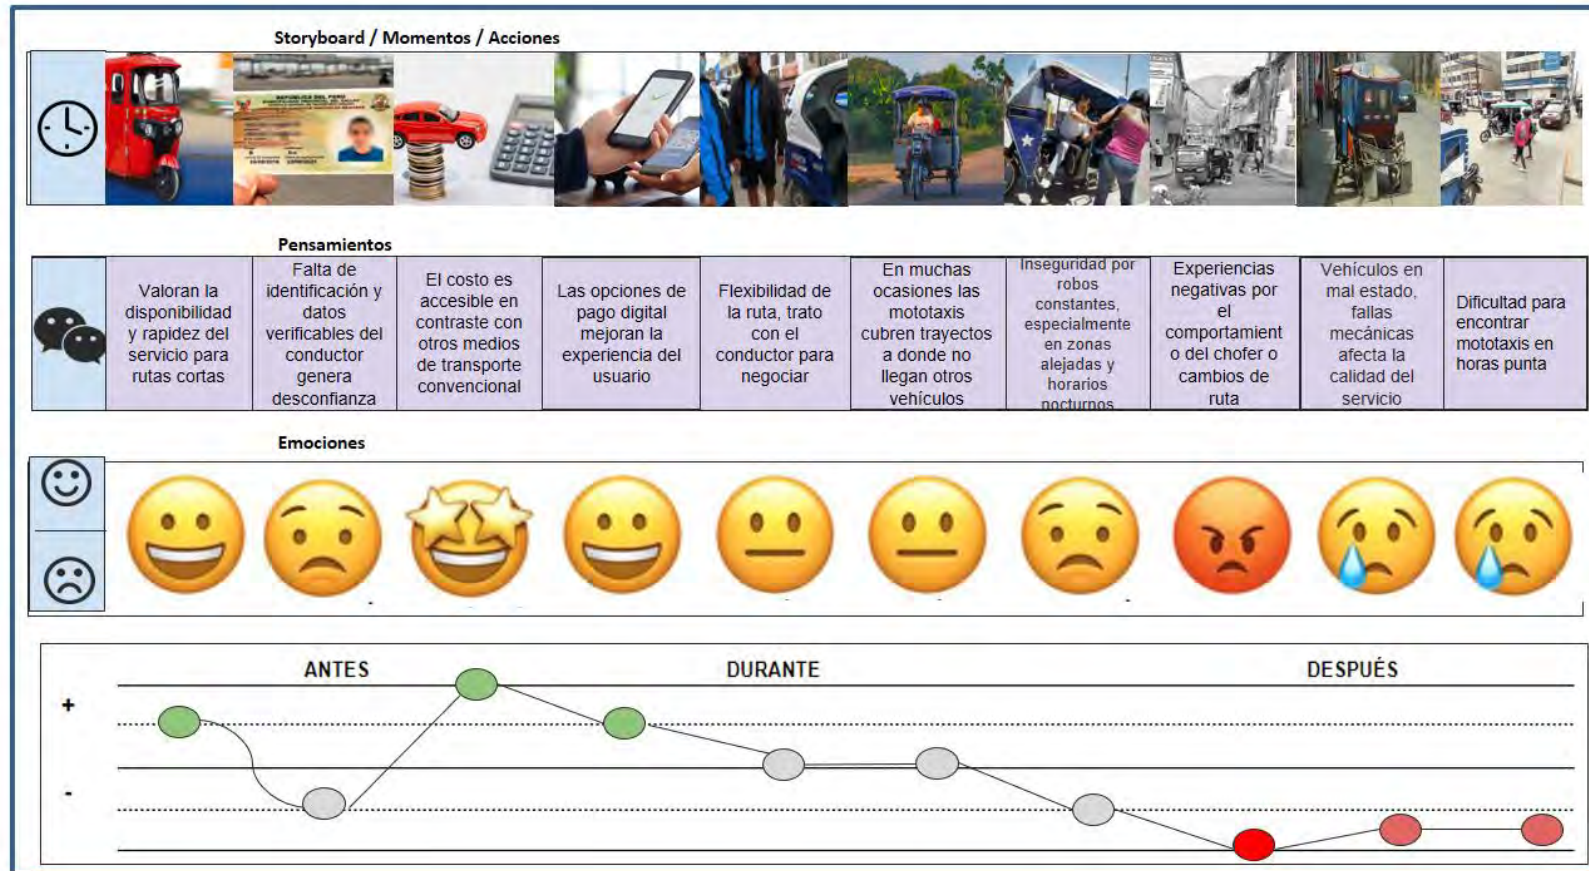 Storyboard / Momentos / Acciones
REPUBLICA DEL PERU
Pensamientos
Valoran la
disponibilidad
y rapidez del
servicio para
rutas cortas
Falta de
identificación y
datos
verificables del
conductor
genera
desconfianza
El costo es
accesible en
contraste con
otros medios
de transporte
convencional
Las opciones de
pago digital
mejoran la
experiencia del
usuario
Flexibilidad de
la ruta, trato
con el
conductor para
negociar
En muchas
ocasiones las
mototaxis
cubren trayectos
a donde no
llegan otros
vehículos
Inseguridad por
robos
constantes,
especialmente
en zonas
alejadas y
horarios
nocturnos
Experiencias
negativas por
el
comportamient
o del chofer o
cambios de
ruta
Vehículos en
mal estado,
fallas
mecánicas
afecta la
calidad del
servicio
Dificultad para
encontrar
mototaxis en
horas punta
Emociones
ANTES
DURANTE
DESPUÉS
+
-